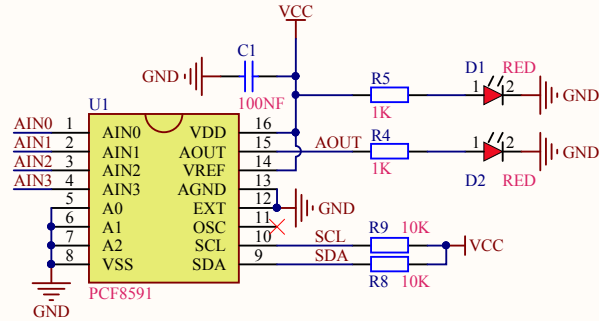 VCC
C1
GND
100NF
R5
1K
D1 RED
1 2
GND
U1
AIN0 1 AIN0 VDD 16
AIN1 2 AIN1 AOUT 15 AOUT R4 1 2 GND
AIN2 3 AIN2 VREF 14 1K
AIN3 4 AIN3 AGND 13 D2 RED
5 A0 EXT 12 GND
6 A1 OSC 11
7 A2 SCL 10 SCL R9 10K
VCC
8 VSS SDA 9 SDA
R8 10K
PCF8591
GND